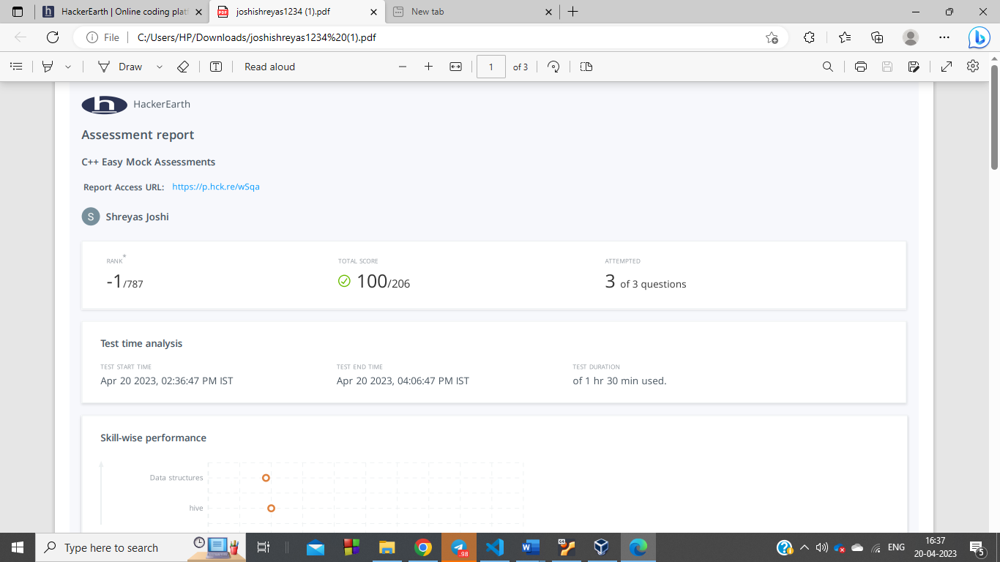 HackerEarth | Online coding plat
joshishreyas1234 (1).pdf
New tab
File
C:/Users/HP/Downloads/joshishreyas1234%20(1).pdf
Draw
Read aloud
1 of 3
h HackerEarth
Assessment report
C++ Easy Mock Assessments
Report Access URL: https://p.hck.re/wSqa
S Shreyas Joshi
RANK* TOTAL SCORE ATTEMPTED
-1/787 100/206 3 of 3 questions
Test time analysis
TEST START TIME TEST END TIME TEST DURATION
Apr 20 2023, 02:36:47 PM IST Apr 20 2023, 04:06:47 PM IST of 1 hr 30 min used.
Skill-wise performance
Data structures
hive
Type here to search
.98
64
ENG
16:37
20-04-2023
5